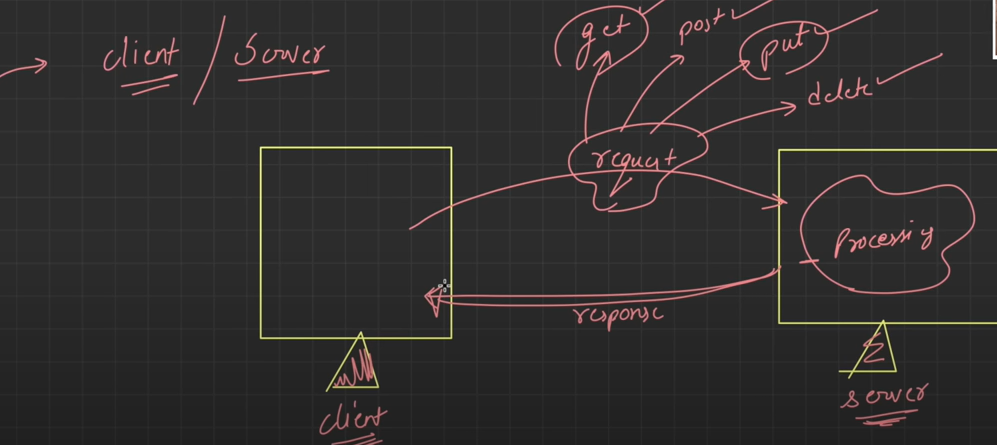 client / Server
get
post
put
delete
request
Processing
response
client
server